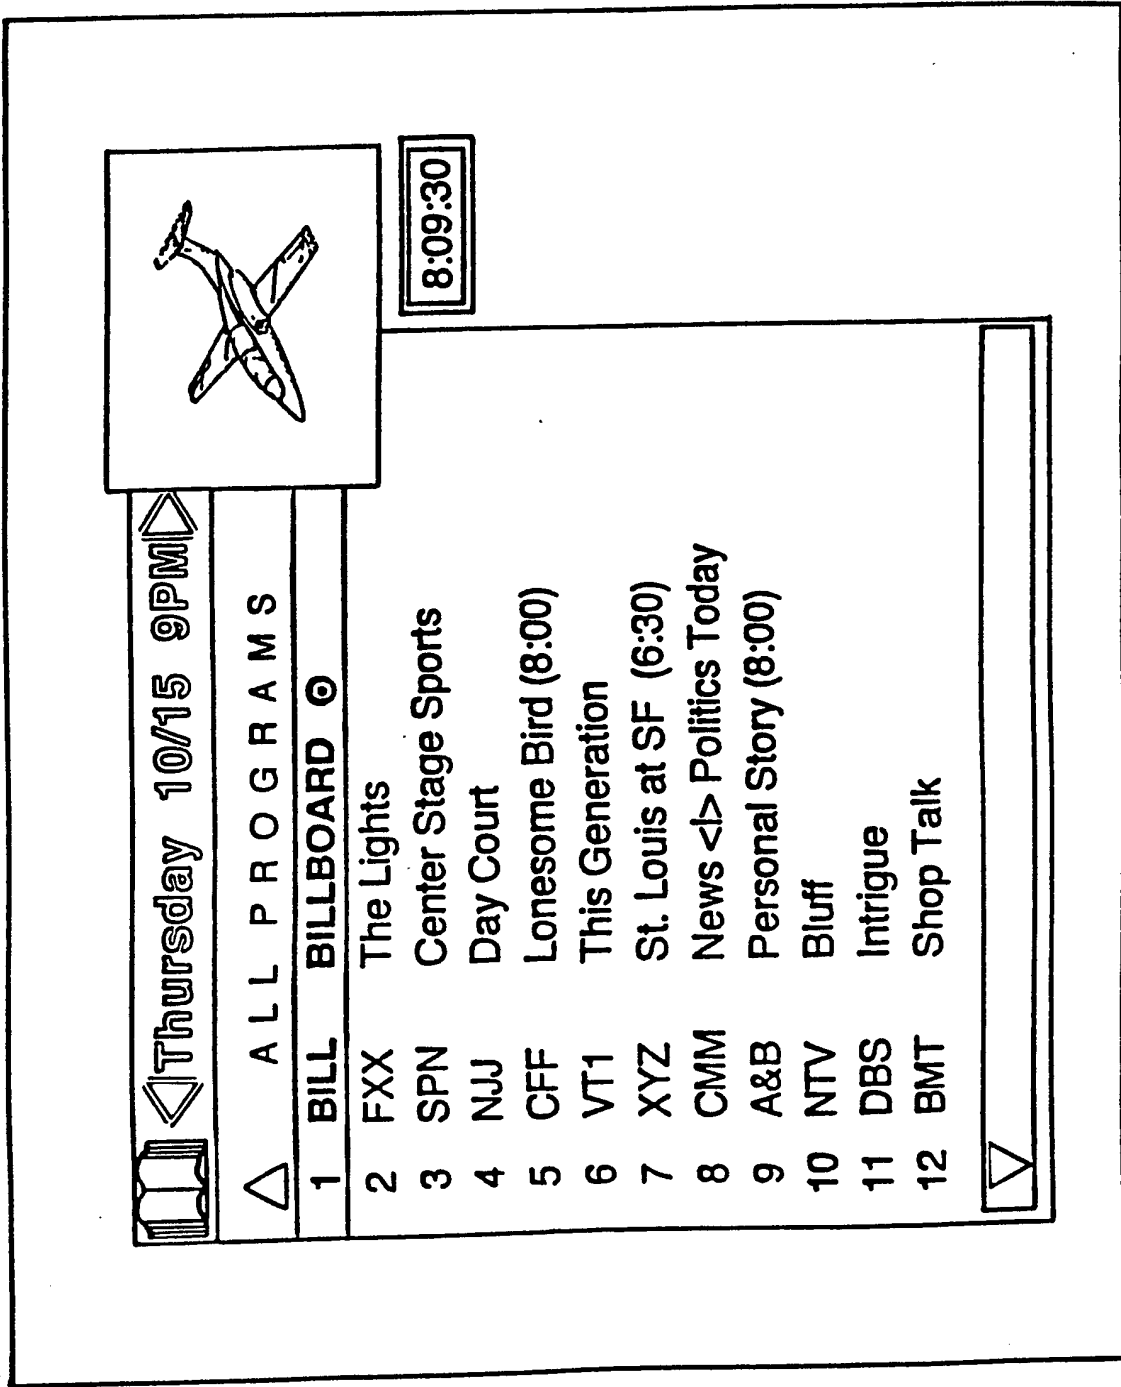 Thursday 10/15 9PM
ALL PROGRAMS
8:09:30
1 BILL BILLBOARD
2 FXX The Lights
3 SPN Center Stage Sports
4 NJJ Day Court
5 CFF Lonesome Bird (8:00)
6 VT1 This Generation
7 XYZ St. Louis at SF (6:30)
8 CMM News <|> Politics Today
9 A&B Personal Story (8:00)
10 NTV Bluff
11 DBS Intrigue
12 BMT Shop Talk